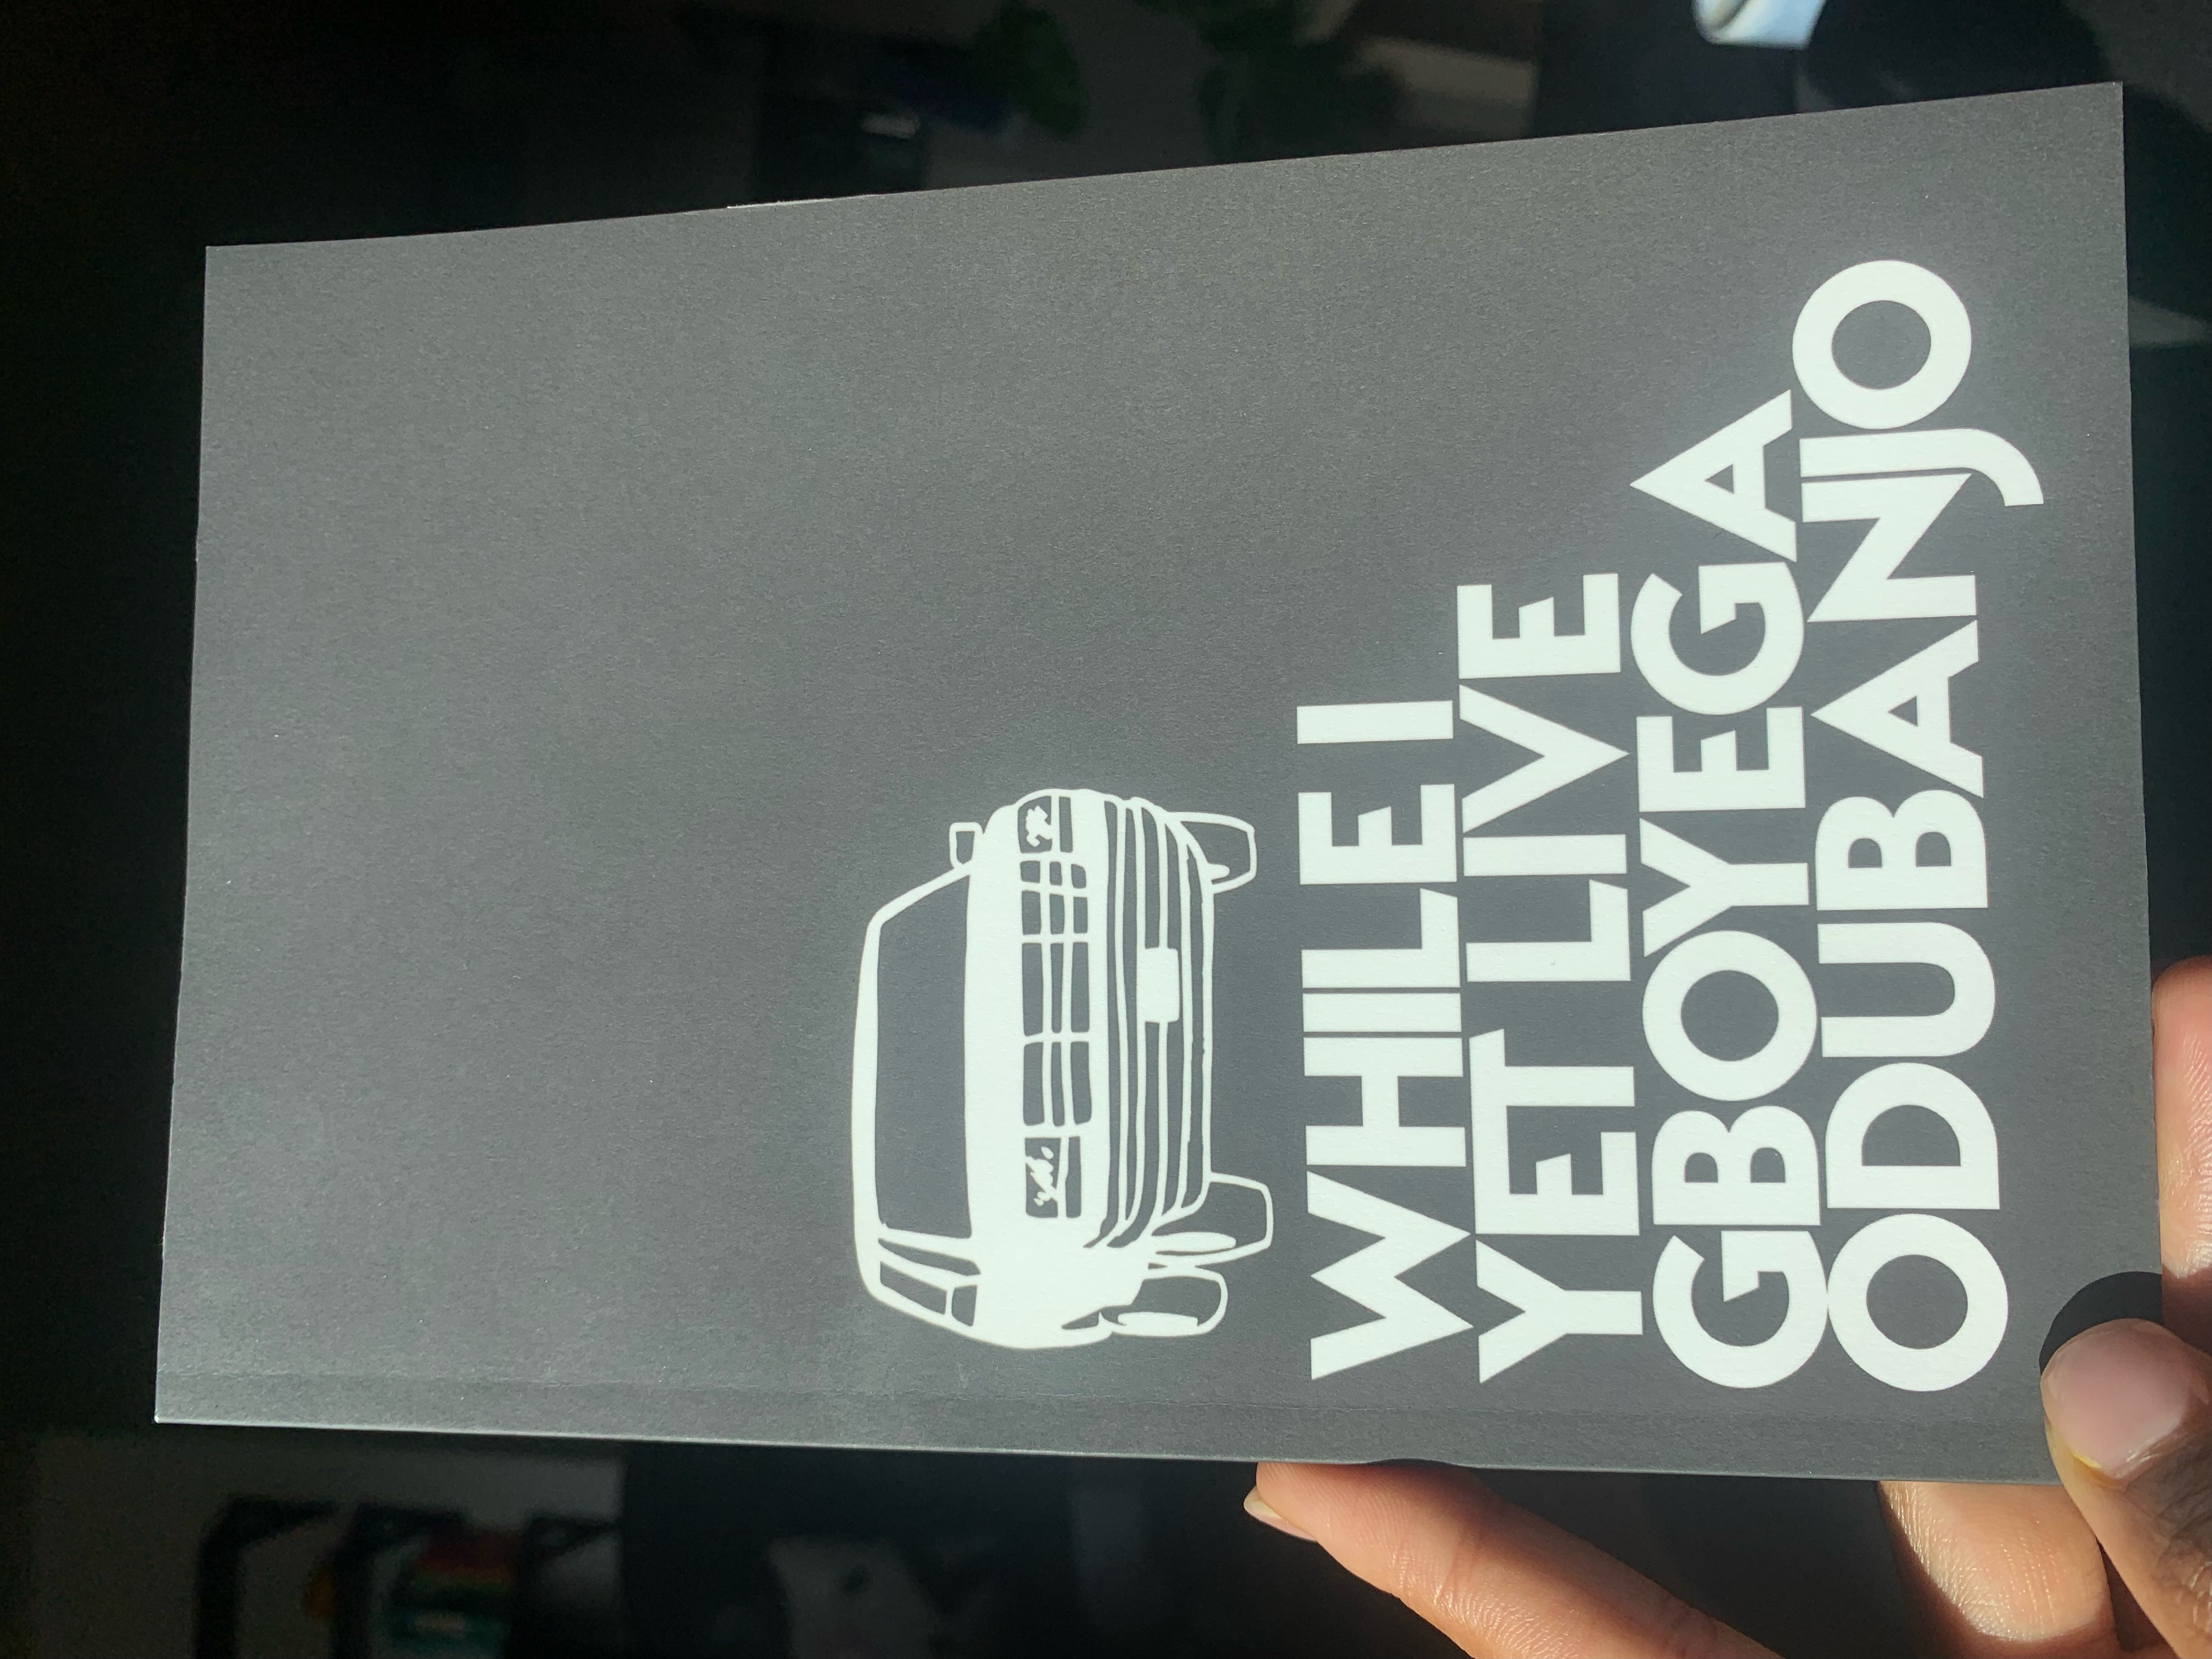 WHILE I
YET LIVE
GBOYEGA
ODUBANJO